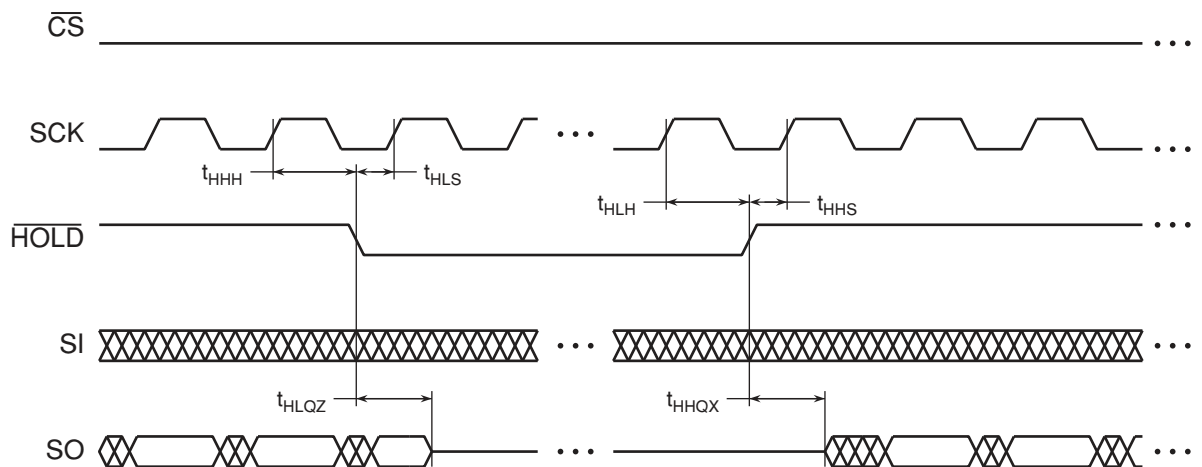 CS
SCK
tHHH
tHLS
tHLH
tHHS
HOLD
SI
tHLQZ
tHHQX
SO